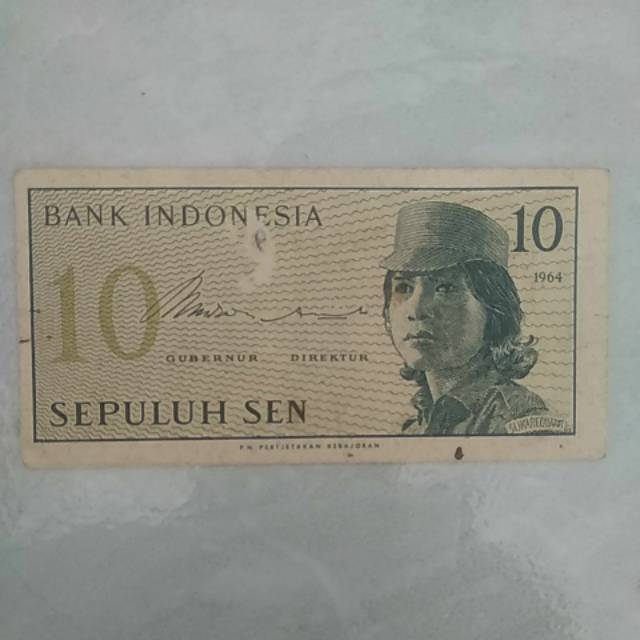 BANK INDONESIA
10
1964
10
GUBERNUR DIREKTUR
SEPULUH SEN
P.N. PERTJETAKAN KEBAJORAN